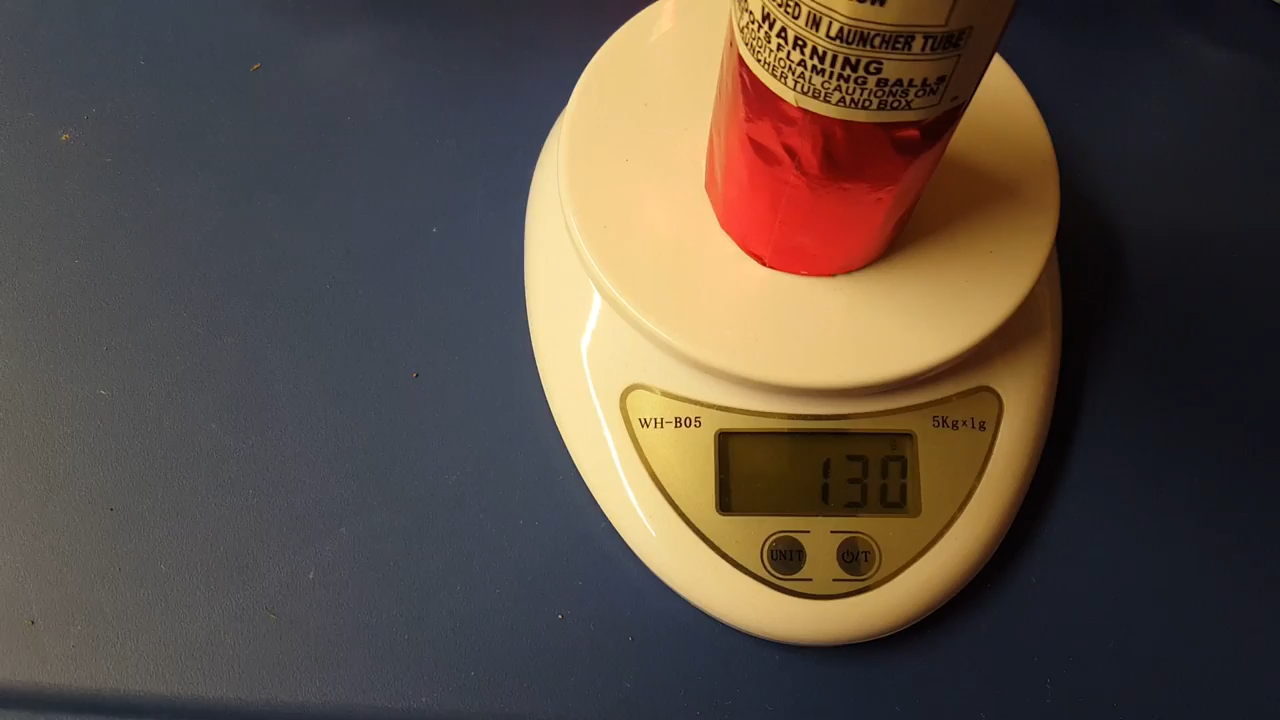 USED IN LAUNCHER TUBE
WARNING
FLAMING BALLS
ADDITIONAL CAUTIONS ON
LAUNCHER TUBE AND BOX
WH-B05
5Kg×1g
130
UNIT
⏻/T